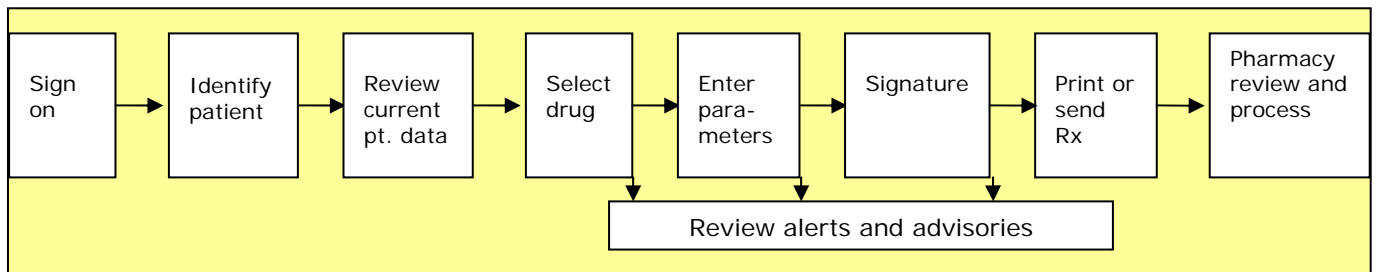 Sign
on
Identify
patient
Review
current
pt. data
Select
drug
Enter
para-
meters
Signature
Print or
send
Rx
Pharmacy
review and
process
Review alerts and advisories